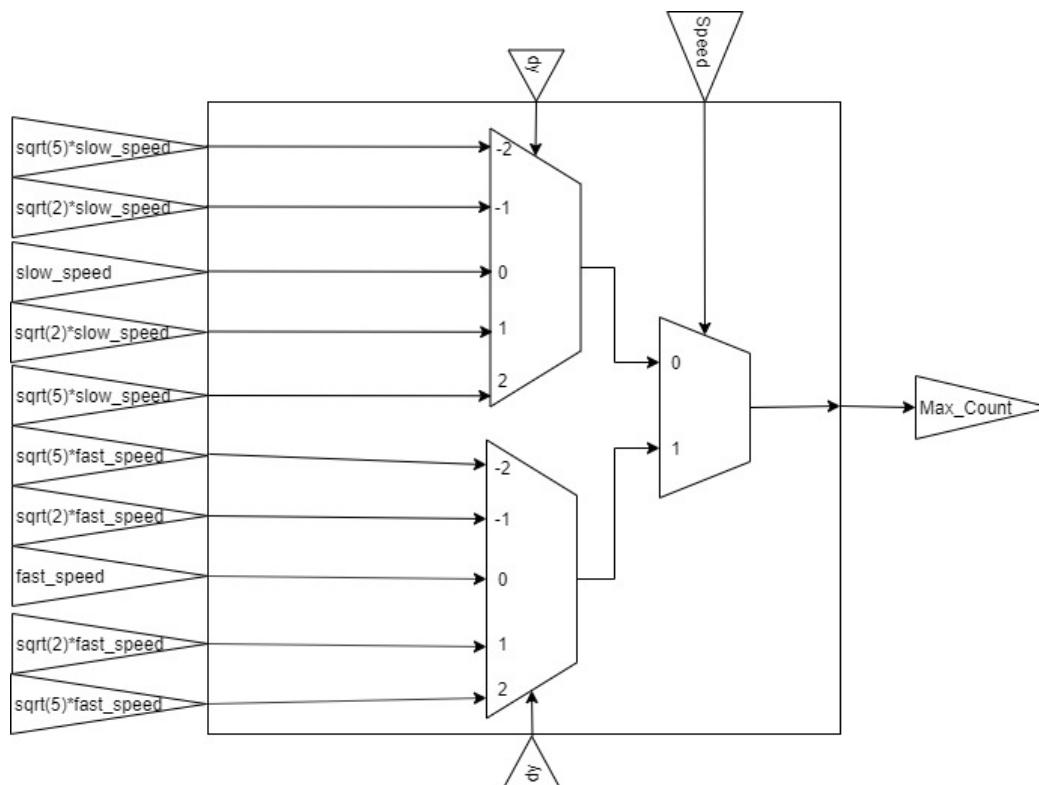 dy
Speed
sqrt(5)*slow_speed
-2
sqrt(2)*slow_speed
-1
slow_speed
0
sqrt(2)*slow_speed
1
sqrt(5)*slow_speed
2
0
Max_Count
1
sqrt(5)*fast_speed
-2
sqrt(2)*fast_speed
-1
fast_speed
0
sqrt(2)*fast_speed
1
sqrt(5)*fast_speed
2
dy